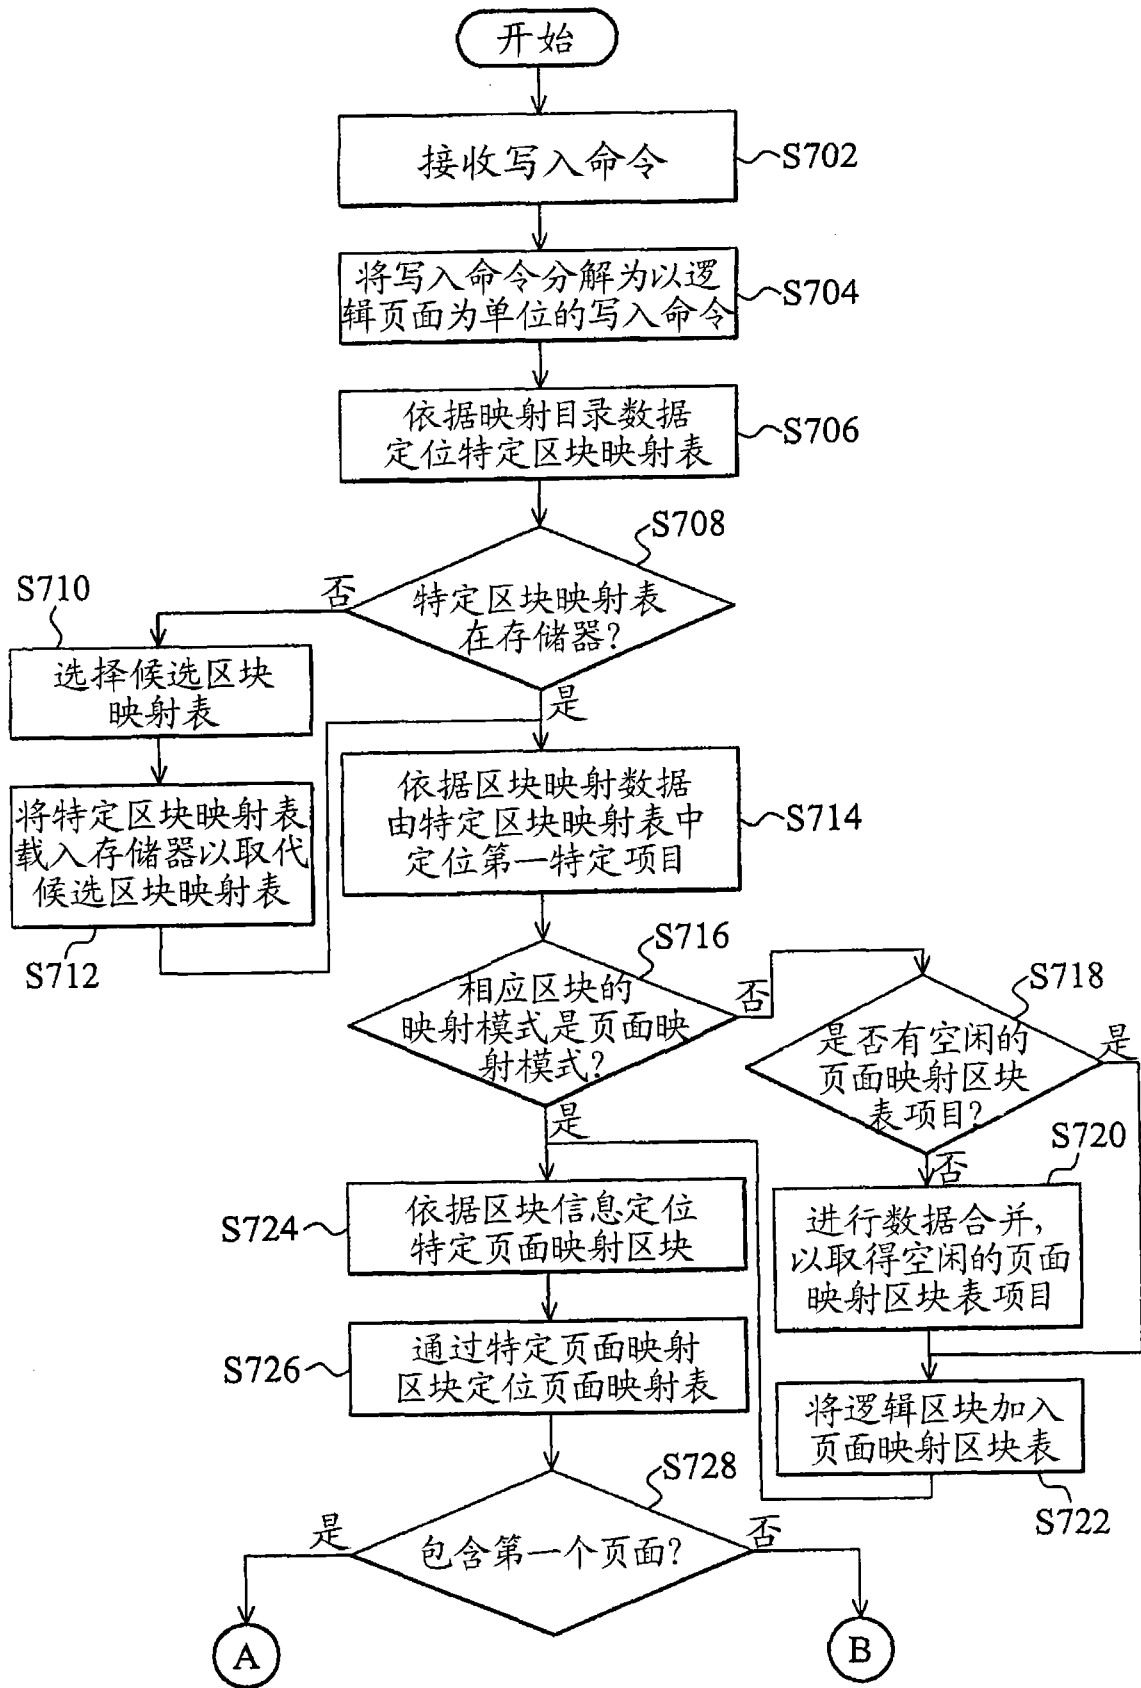 开始
接收写入命令
S702
将写入命令分解为以逻
辑页面为单位的写入命令
S704
依据映射目录数据
定位特定区块映射表
S706
S708
特定区块映射表
在存储器?
否
是
S710
选择候选区块
映射表
将特定区块映射表
载入存储器以取代
候选区块映射表
S712
依据区块映射数据
由特定区块映射表中
定位第一特定项目
S714
S716
相应区块的
映射模式是页面映
射模式?
否
是
S718
是否有空闲的
页面映射区块
表项目?
是
否
S720
进行数据合并,
以取得空闲的页面
映射区块表项目
将逻辑区块加入
页面映射区块表
S722
S724
依据区块信息定位
特定页面映射区块
S726
通过特定页面映射
区块定位页面映射表
S728
包含第一个页面?
是
否
A
B